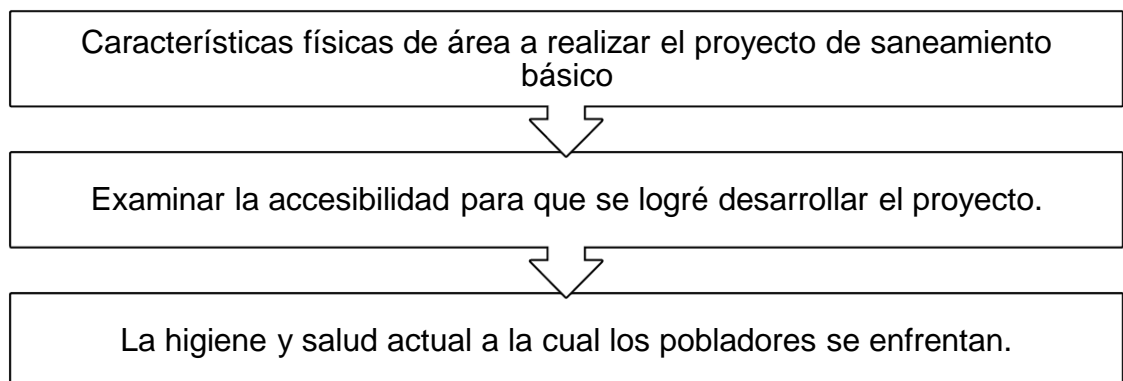 Características físicas de área a realizar el proyecto de saneamiento
básico
Examinar la accesibilidad para que se logré desarrollar el proyecto.
La higiene y salud actual a la cual los pobladores se enfrentan.